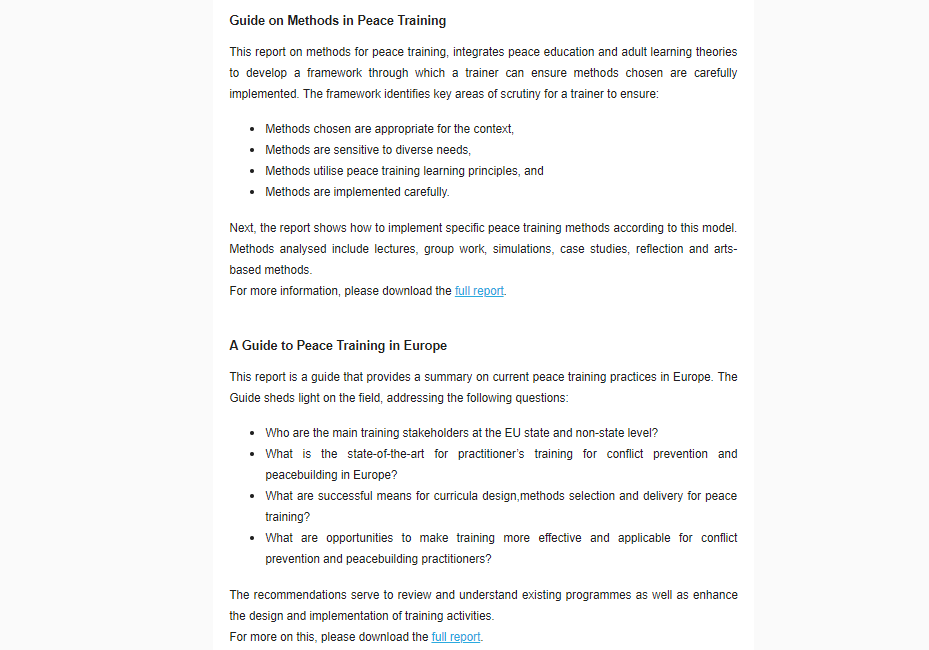 Guide on Methods in Peace Training
This report on methods for peace training, integrates peace education and adult learning theories
to develop a framework through which a trainer can ensure methods chosen are carefully
implemented. The framework identifies key areas of scrutiny for a trainer to ensure:
• Methods chosen are appropriate for the context,
• Methods are sensitive to diverse needs,
• Methods utilise peace training learning principles, and
• Methods are implemented carefully.
Next, the report shows how to implement specific peace training methods according to this model.
Methods analysed include lectures, group work, simulations, case studies, reflection and arts-
based methods.
For more information, please download the full report.
A Guide to Peace Training in Europe
This report is a guide that provides a summary on current peace training practices in Europe. The
Guide sheds light on the field, addressing the following questions:
• Who are the main training stakeholders at the EU state and non-state level?
• What is the state-of-the-art for practitioner's training for conflict prevention and
peacebuilding in Europe?
• What are successful means for curricula design,methods selection and delivery for peace
training?
• What are opportunities to make training more effective and applicable for conflict
prevention and peacebuilding practitioners?
The recommendations serve to review and understand existing programmes as well as enhance
the design and implementation of training activities.
For more on this, please download the full report.